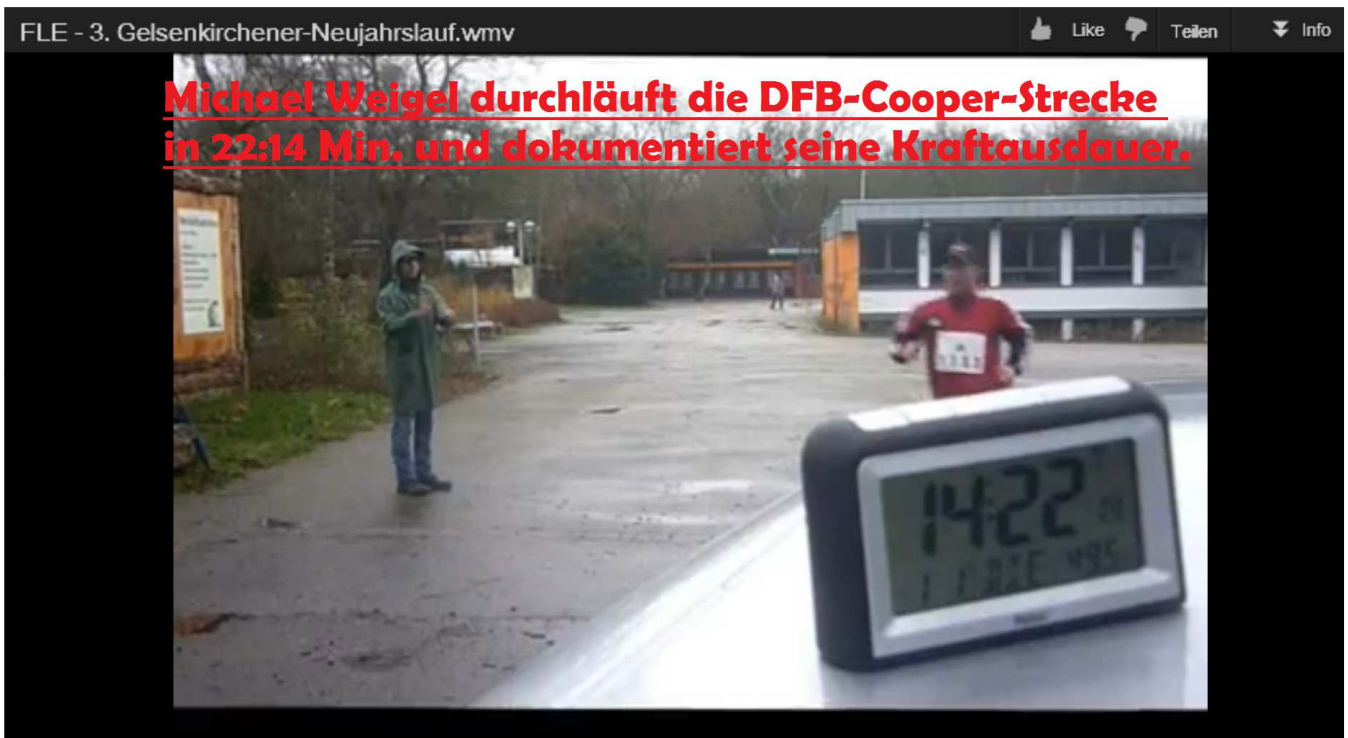 FLE - 3. Gelsenkirchener-Neujahrslauf.wmv
Like
Teilen
Info
Michael Weigel durchläuft die DFB-Cooper-Strecke
in 22:14 Min. und dokumentiert seine Kraftausdauer.
14:22